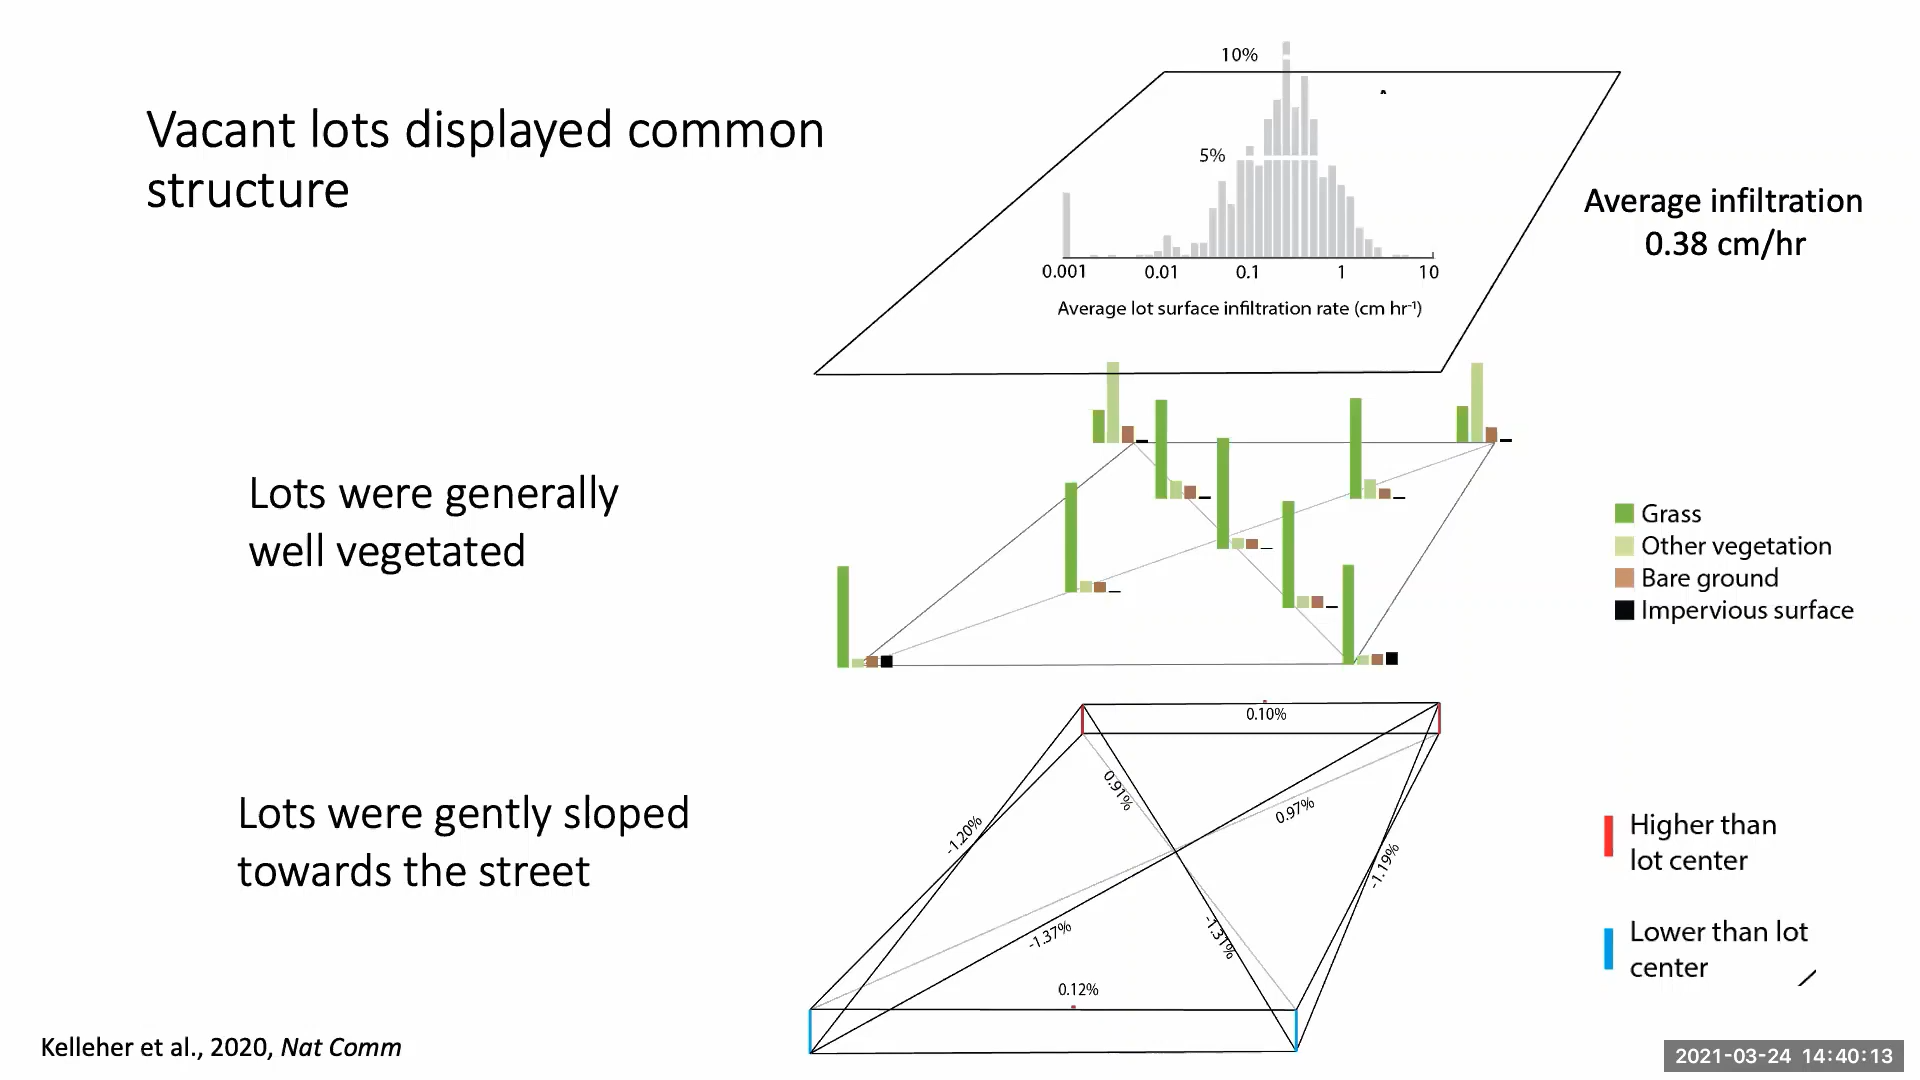 Vacant lots displayed common
structure
10%
5%
0.001
0.01
0.1
1
10
Average lot surface infiltration rate (cm hr⁻¹)
Average infiltration
0.38 cm/hr
Lots were generally
well vegetated
Grass
Other vegetation
Bare ground
Impervious surface
Lots were gently sloped
towards the street
0.10%
0.91%
0.97%
-1.20%
-1.19%
-1.37%
-1.31%
0.12%
Higher than
lot center
Lower than lot
center
Kelleher et al., 2020, Nat Comm
2021-03-24 14:40:13